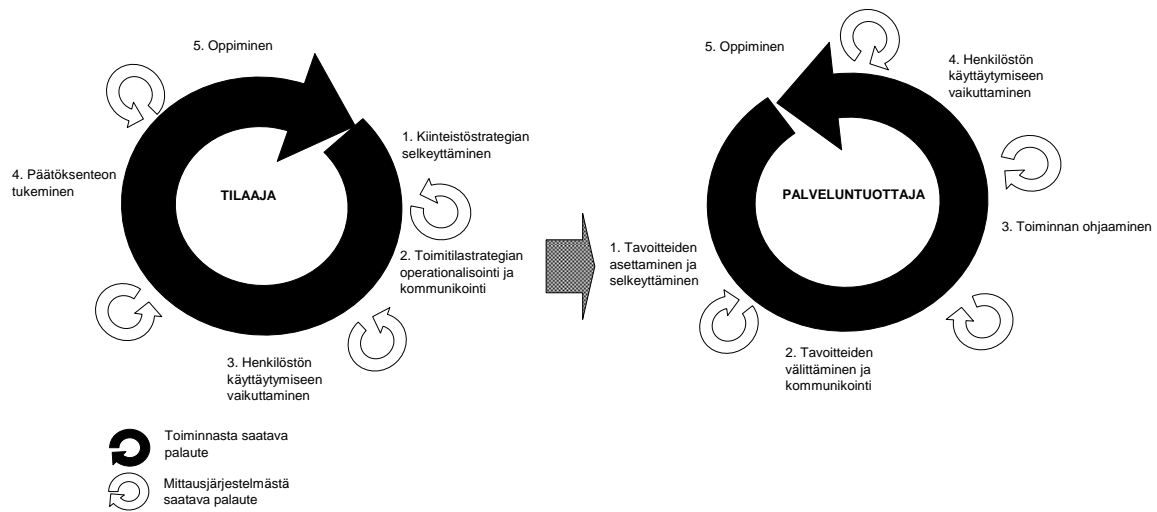 5. Oppiminen
1. Kiinteistöstrategian
selkeyttäminen
TILAAJA
4. Päätöksenteon
tukeminen
2. Toimitilastrategian
operationalisointi ja
kommunikointi
3. Henkilöstön
käyttäytymiseen
vaikuttaminen
5. Oppiminen
4. Henkilöstön
käyttäytymiseen
vaikuttaminen
PALVELUNTUOTTAJA
3. Toiminnan ohjaaminen
1. Tavoitteiden
asettaminen ja
selkeyttäminen
2. Tavoitteiden
välittäminen ja
kommunikointi
Toiminnasta saatava
palaute
Mittausjärjestelmästä
saatava palaute